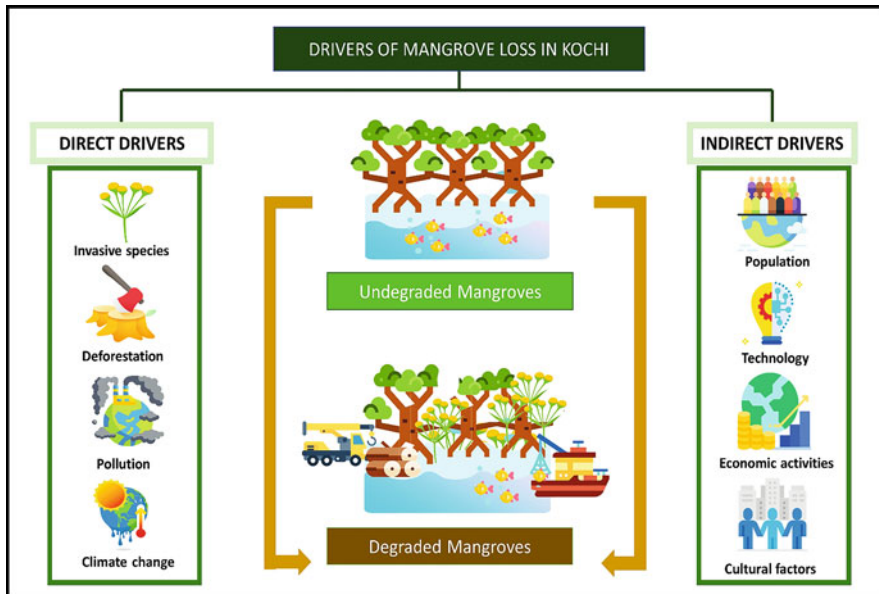 DRIVERS OF MANGROVE LOSS IN KOCHI
DIRECT DRIVERS
Invasive species
Deforestation
Pollution
Climate change
Undegraded Mangroves
Degraded Mangroves
INDIRECT DRIVERS
Population
Technology
Economic activities
Cultural factors